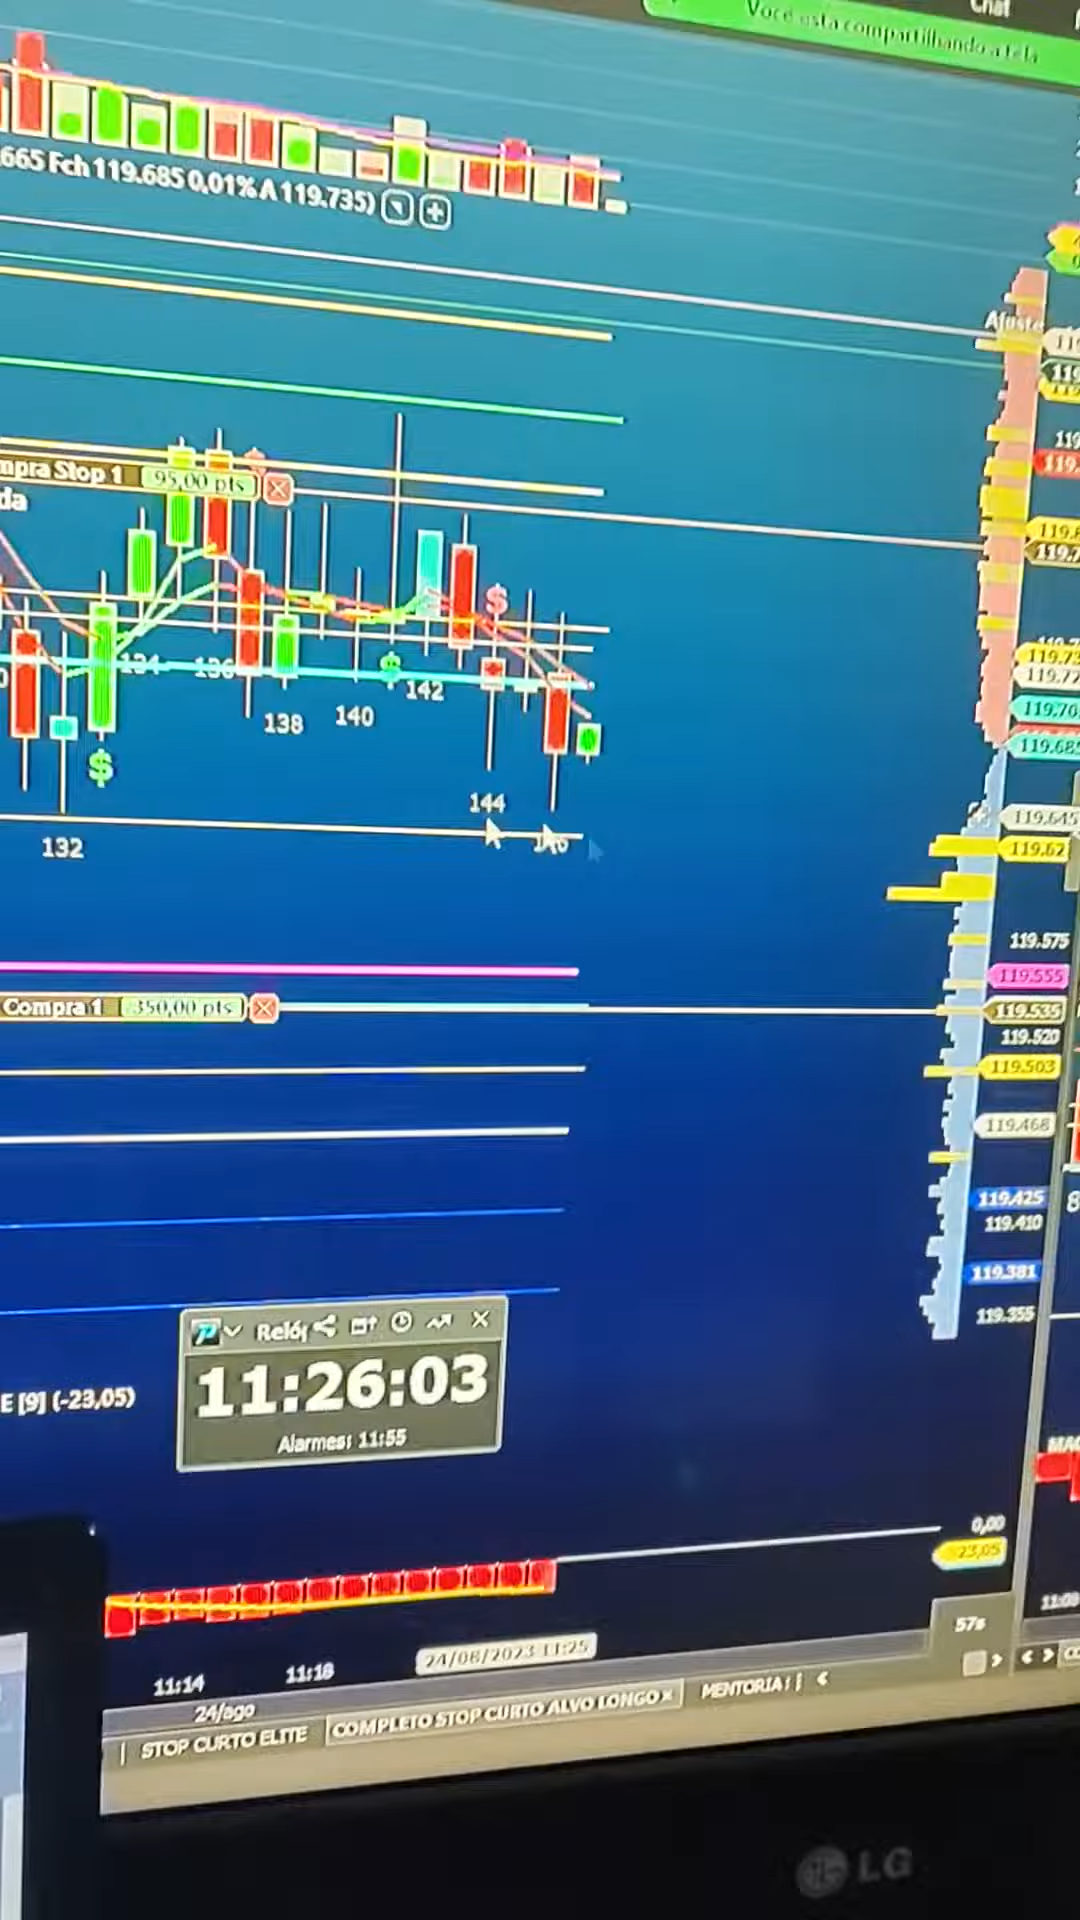 Chat
Você esta compartilhando a tela
.665 Fch 119.685 0,01% A 119.735)
Ajuste
mpra Stop 1 95,00 pts
da
134
136
138
140
142
144
132
119.685
119.645
119.62
119.575
119.555
Compra 1 350,00 pts
119.535
119.520
119.503
119.468
119.425
119.410
119.381
119.355
11:26:03
Alarmes: 11:55
E [9] (-23,05)
0,00
-23,05
57s
11:14
11:18
24/08/2023 11:25
24/ago
STOP CURTO ELITE
COMPLETO STOP CURTO ALVO LONGO
MENTORIA
LG